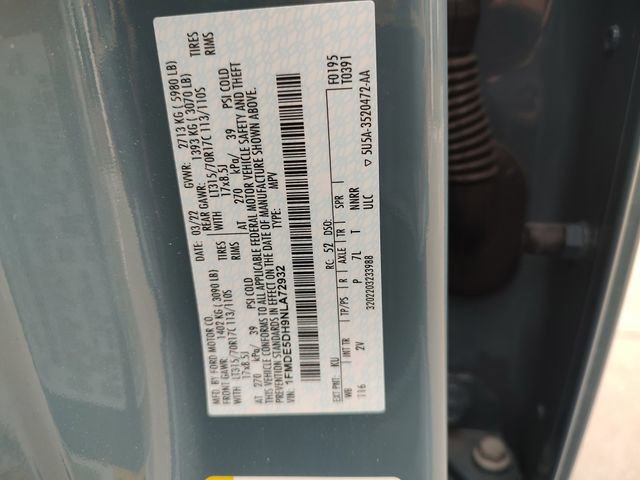 MFD. BY FORD MOTOR CO.
DATE: 03/22 GVWR: 2713 KG ( 5980 LB)
FRONT GAWR: 1402 KG ( 3090 LB) REAR GAWR: 1393 KG ( 3070 LB)
WITH LT315/70R17C 113/110S TIRES WITH LT315/70R17C 113/110S TIRES
17x8.5J RIMS 17x8.5J RIMS
AT 270 kPa/ 39 PSI COLD AT 270 kPa/ 39 PSI COLD
THIS VEHICLE CONFORMS TO ALL APPLICABLE FEDERAL MOTOR VEHICLE SAFETY AND THEFT
PREVENTION STANDARDS IN EFFECT ON THE DATE OF MANUFACTURE SHOWN ABOVE.
VIN: 1FMDE5DH9NLA72932 TYPE: MPV
F0195
T0391
EXT PNT: KU RC: 52 DSO:
WB INT TR TP/PS R AXLE TR SPR
116 2V P 7L T NNRR
3202203233988 ULC
5U5A-3520472-AA